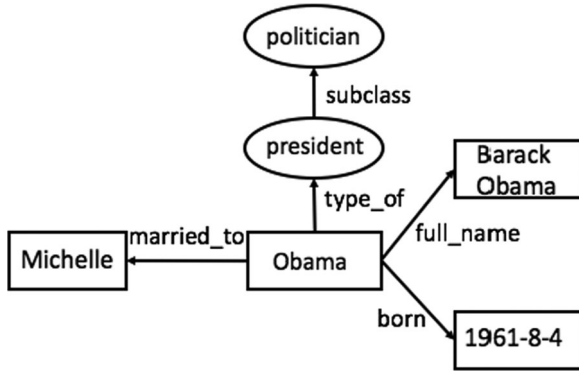 politician
subclass
president
Barack
Obama
type_of
married_to
full_name
Michelle
Obama
born
1961-8-4